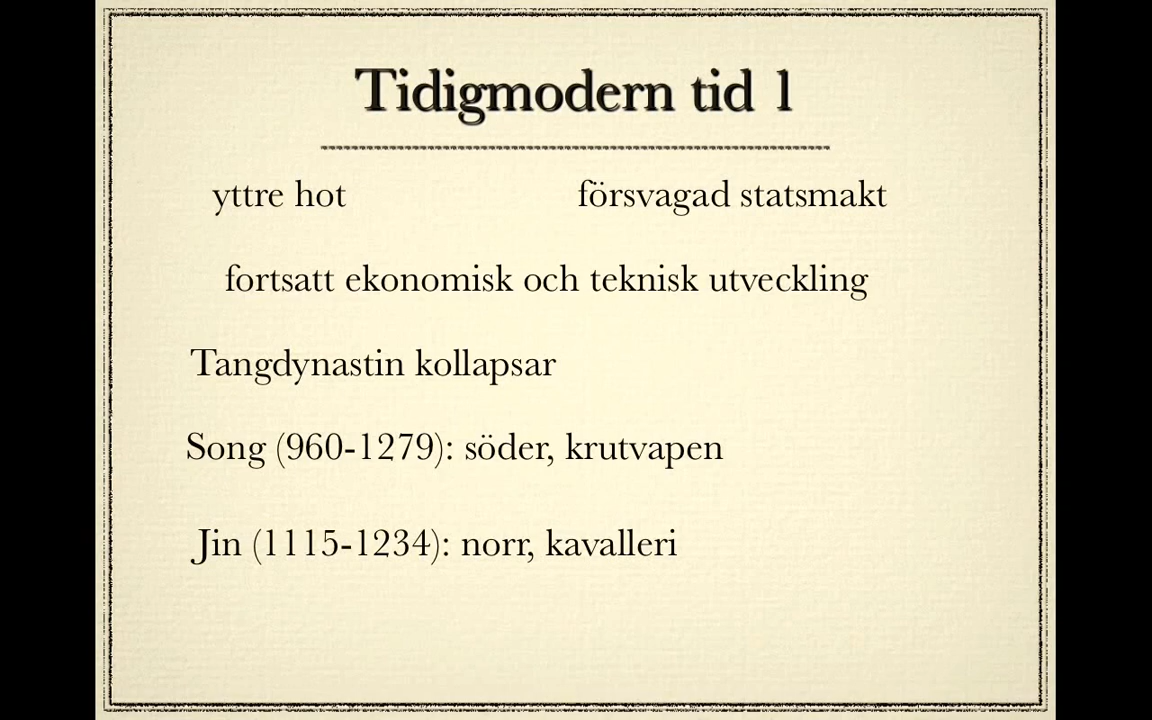 Tidigmodern tid 1
yttre hot
försvagad statsmakt
fortsatt ekonomisk och teknisk utveckling
Tangdynastin kollapsar
Song (960-1279): söder, krutvapen
Jin (1115-1234): norr, kavalleri